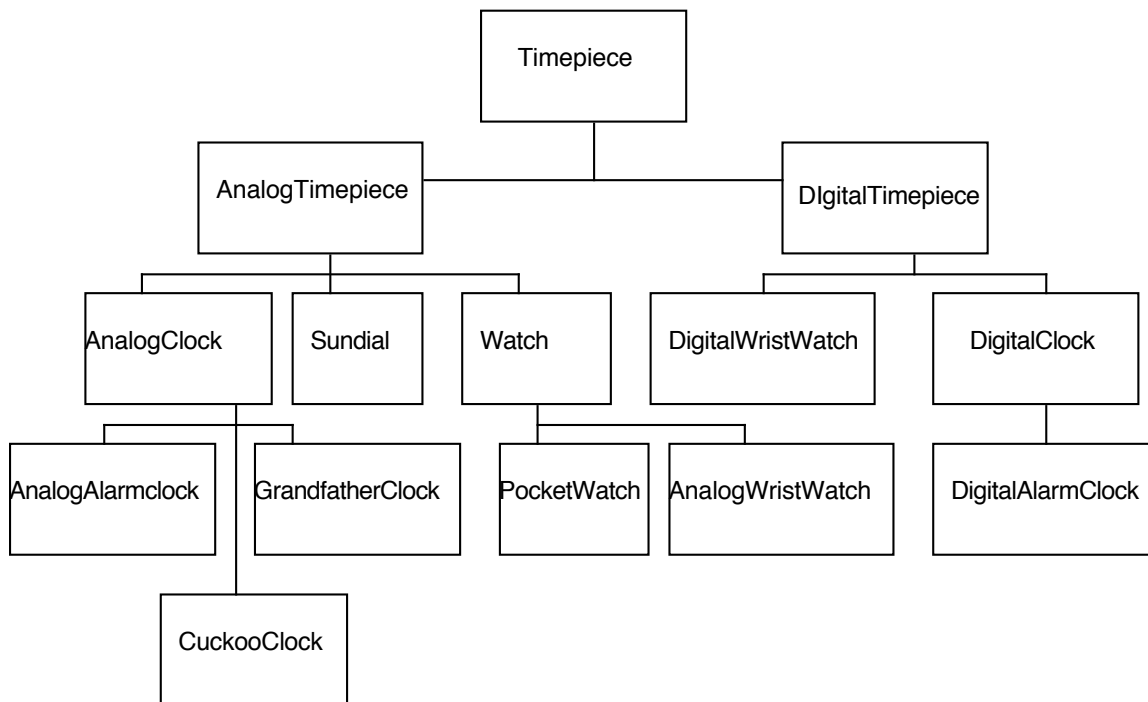 Timepiece
AnalogTimepiece
DIgitalTimepiece
AnalogClock
Sundial
Watch
DigitalWristWatch
DigitalClock
AnalogAlarmclock
GrandfatherClock
PocketWatch
AnalogWristWatch
DigitalAlarmClock
CuckooClock